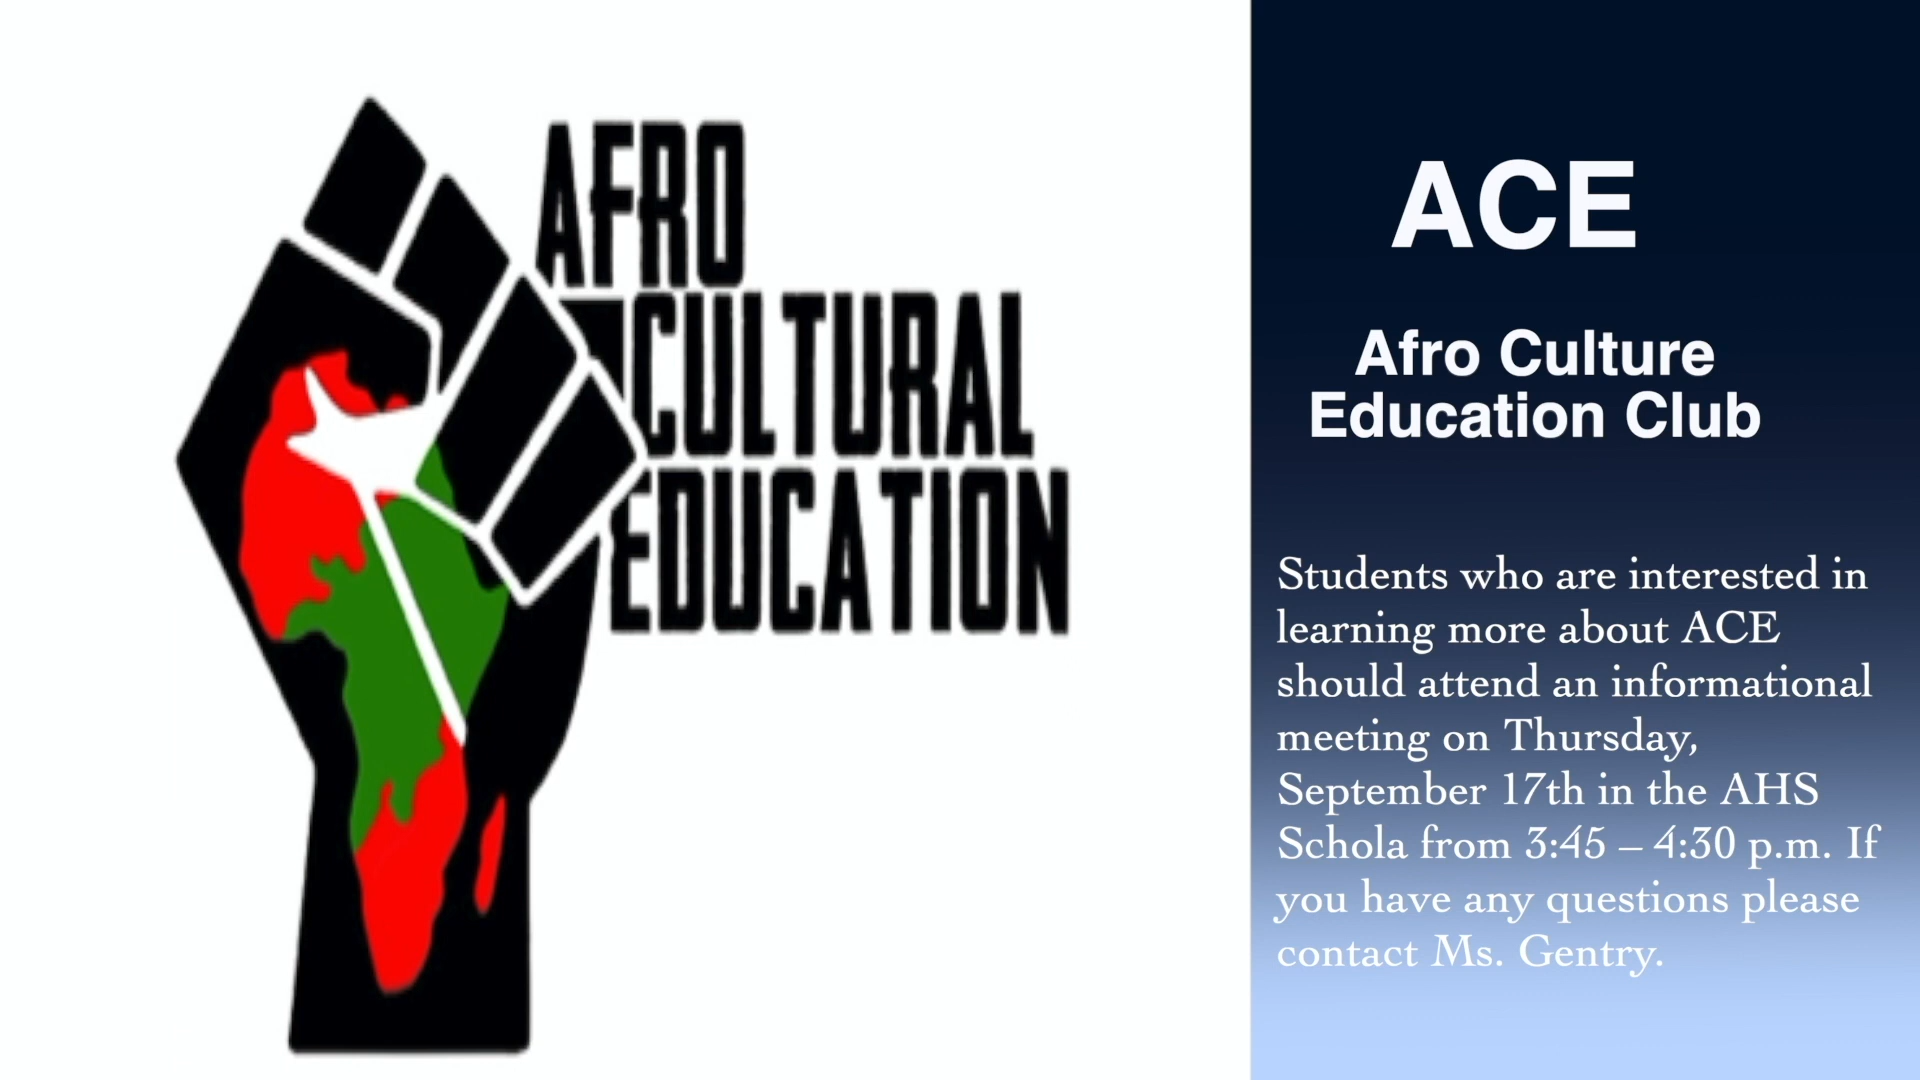 AFRO
CULTURAL
EDUCATION
ACE
Afro Culture
Education Club
Students who are interested in
learning more about ACE
should attend an informational
meeting on Thursday,
September 17th in the AHS
Schola from 3:45 – 4:30 p.m. If
you have any questions please
contact Ms. Gentry.